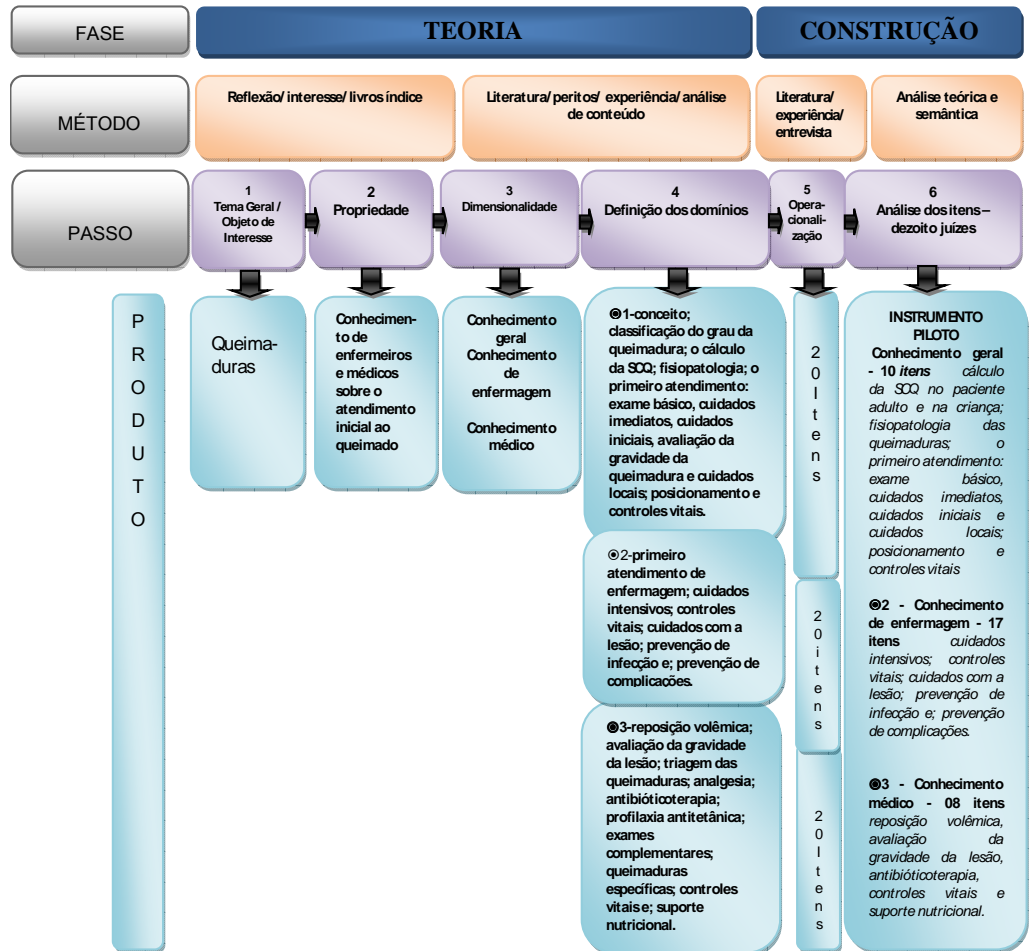 FASE
TEORIA
CONSTRUÇÃO
MÉTODO
Reflexão/ interesse/ livros índice
Literatura/ peritos/ experiência/ análise
de conteúdo
Literatura/
experiência/
entrevista
Análise teórica e
semântica
PASSO
1
Tema Geral /
Objeto de
Interesse
2
Propriedade
3
Dimensionalidade
4
Definição dos domínios
5
Opera-
cionali-
zação
6
Análise dos itens –
dezoito juízes
P
R
O
D
U
T
O
Queima-
duras
Conhecimen-
to de
enfermeiros
e médicos
sobre o
atendimento
inicial ao
queimado
Conhecimento
geral
Conhecimento
de
enfermagem
Conhecimento
médico
◉1-conceito;
classificação do grau da
queimadura; o cálculo
da SCQ; fisiopatologia; o
primeiro atendimento:
exame básico, cuidados
imediatos, cuidados
iniciais, avaliação da
gravidade da
queimadura e cuidados
locais; posicionamento e
controles vitais.
◉2-primeiro
atendimento de
enfermagem; cuidados
intensivos; controles
vitais; cuidados com a
lesão; prevenção de
infecção e; prevenção de
complicações.
◉3-reposição volêmica;
avaliação da gravidade
da lesão; triagem das
queimaduras; analgesia;
antibióticoterapia;
profilaxia antitetânica;
exames
complementares;
queimaduras
específicas; controles
vitais e; suporte
nutricional.
2
0
I
t
e
n
s
2
0
i
t
e
n
s
2
0
I
t
e
n
s
INSTRUMENTO
PILOTO
Conhecimento geral
- 10 itens cálculo
da SCQ no paciente
adulto e na criança;
fisiopatologia das
queimaduras; o
primeiro atendimento:
exame básico,
cuidados imediatos,
cuidados iniciais e
cuidados locais;
posicionamento e
controles vitais
◉2 - Conhecimento
de enfermagem - 17
itens cuidados
intensivos; controles
vitais; cuidados com a
lesão; prevenção de
infecção e; prevenção
de complicações.
◉3 - Conhecimento
médico - 08 itens
reposição volêmica,
avaliação da
gravidade da lesão,
antibióticoterapia,
controles vitais e
suporte nutricional.